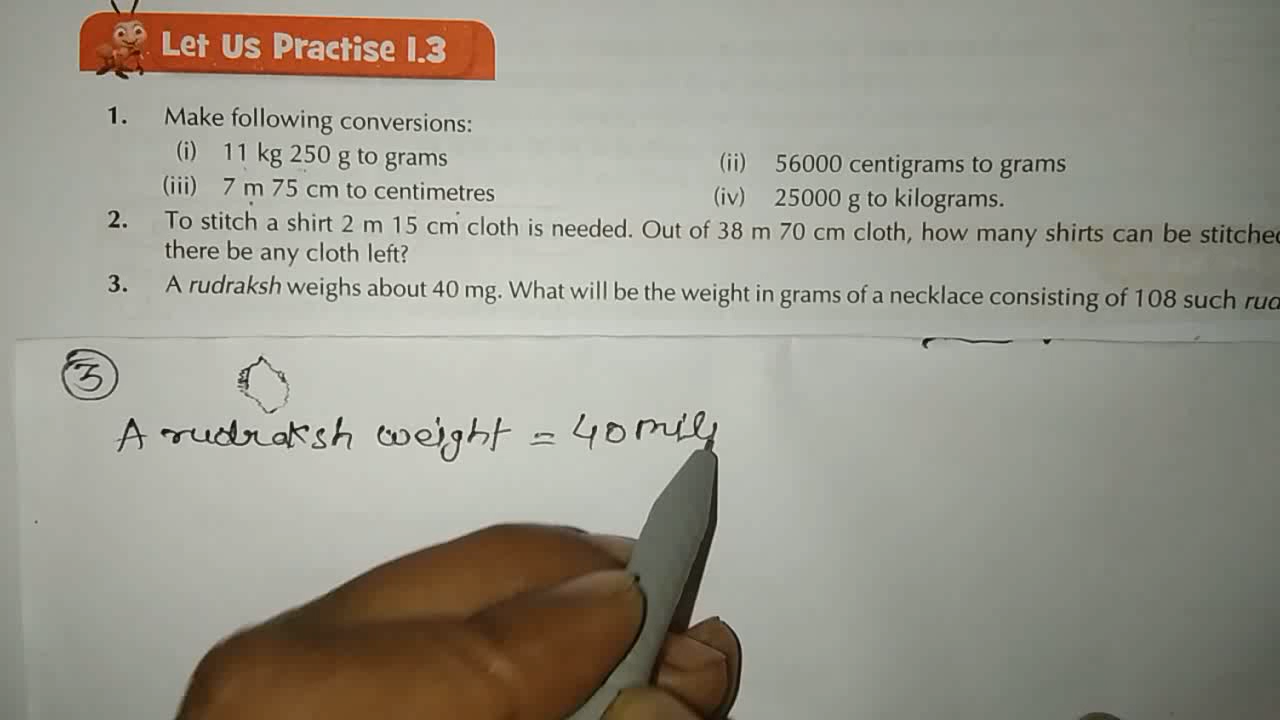 Let Us Practise 1.3
1. Make following conversions:
(i) 11 kg 250 g to grams (ii) 56000 centigrams to grams
(iii) 7 m 75 cm to centimetres (iv) 25000 g to kilograms.
2. To stitch a shirt 2 m 15 cm cloth is needed. Out of 38 m 70 cm cloth, how many shirts can be
there be any cloth left?
3. A rudraksh weighs about 40 mg. What will be the weight in grams of a necklace consisting of 108 such
3
A rudraksh weight = 40